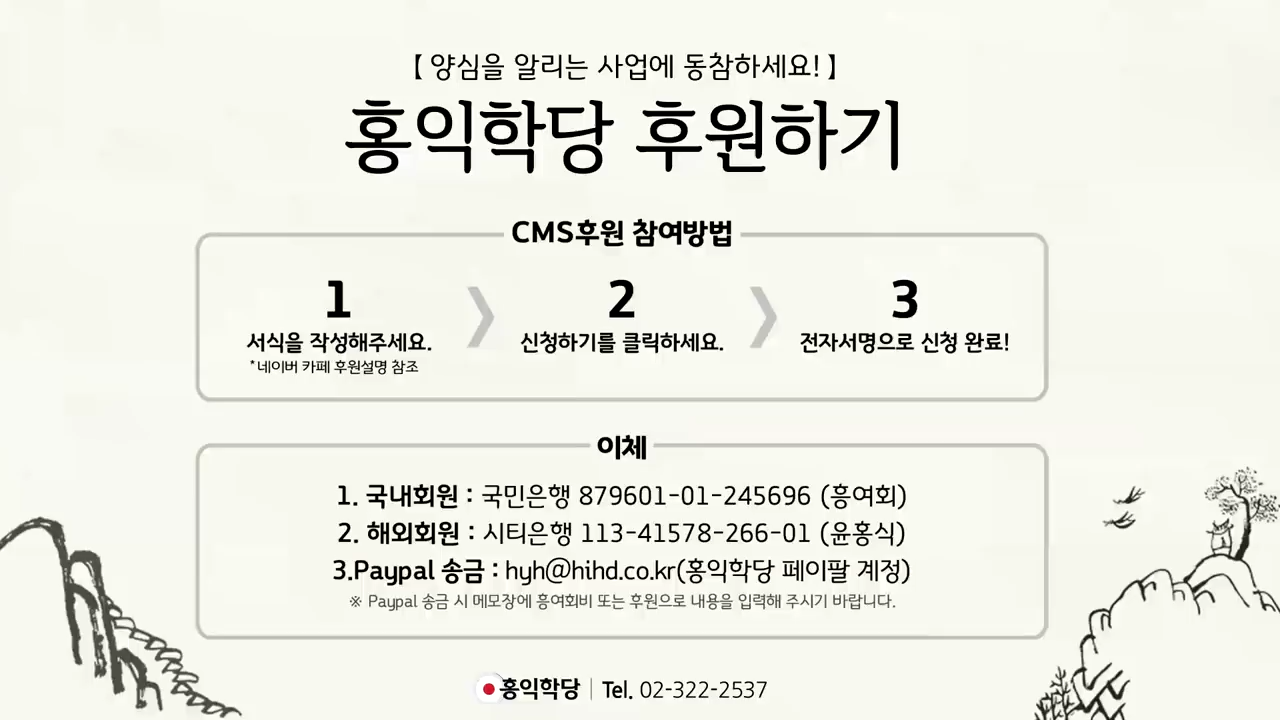 【 양심을 알리는 사업에 동참하세요! 】
홍익학당 후원하기
CMS후원 참여방법
1
서식을 작성해주세요.
*네이버 카페 후원설명 참조
2
신청하기를 클릭하세요.
3
전자서명으로 신청 완료!
이체
1. 국내회원 : 국민은행 879601-01-245696 (흥여회)
2. 해외회원 : 시티은행 113-41578-266-01 (윤홍식)
3.Paypal 송금 : hyh@hihd.co.kr(홍익학당 페이팔 계정)
※ Paypal 송금 시 메모장에 흥여회비 또는 후원으로 내용을 입력해 주시기 바랍니다.
홍익학당 | Tel. 02-322-2537